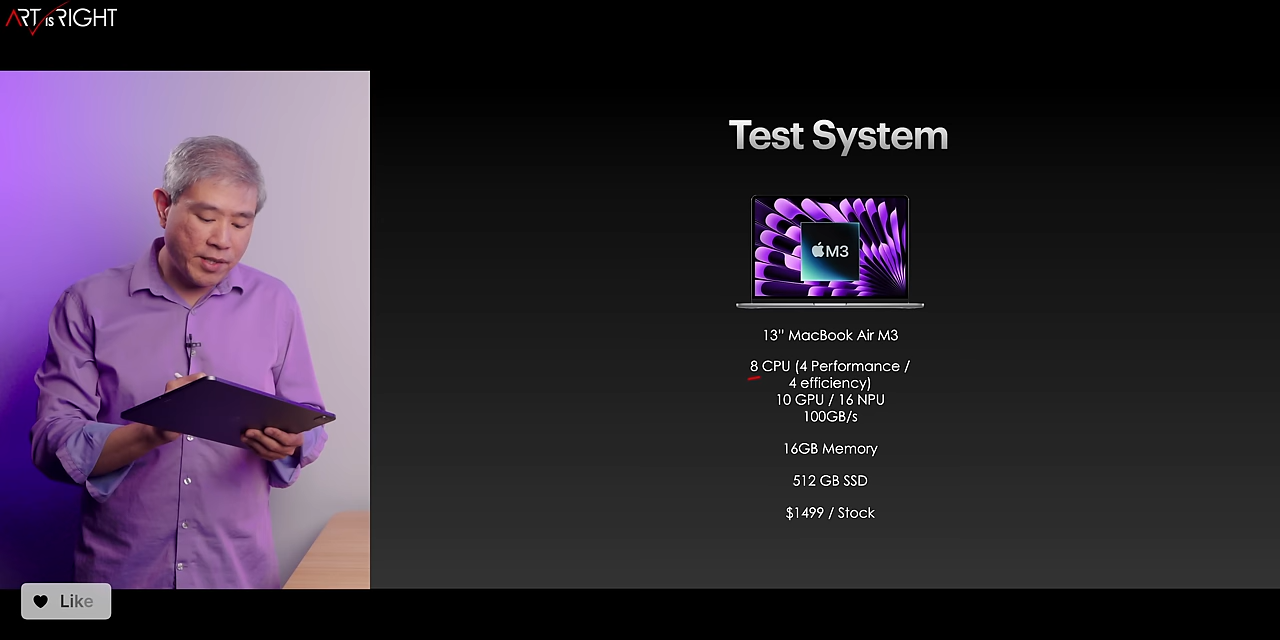 ART IS RIGHT
Test System
M3
13" MacBook Air M3
8 CPU (4 Performance /
4 efficiency)
10 GPU / 16 NPU
100GB/s
16GB Memory
512 GB SSD
$1499 / Stock
Like